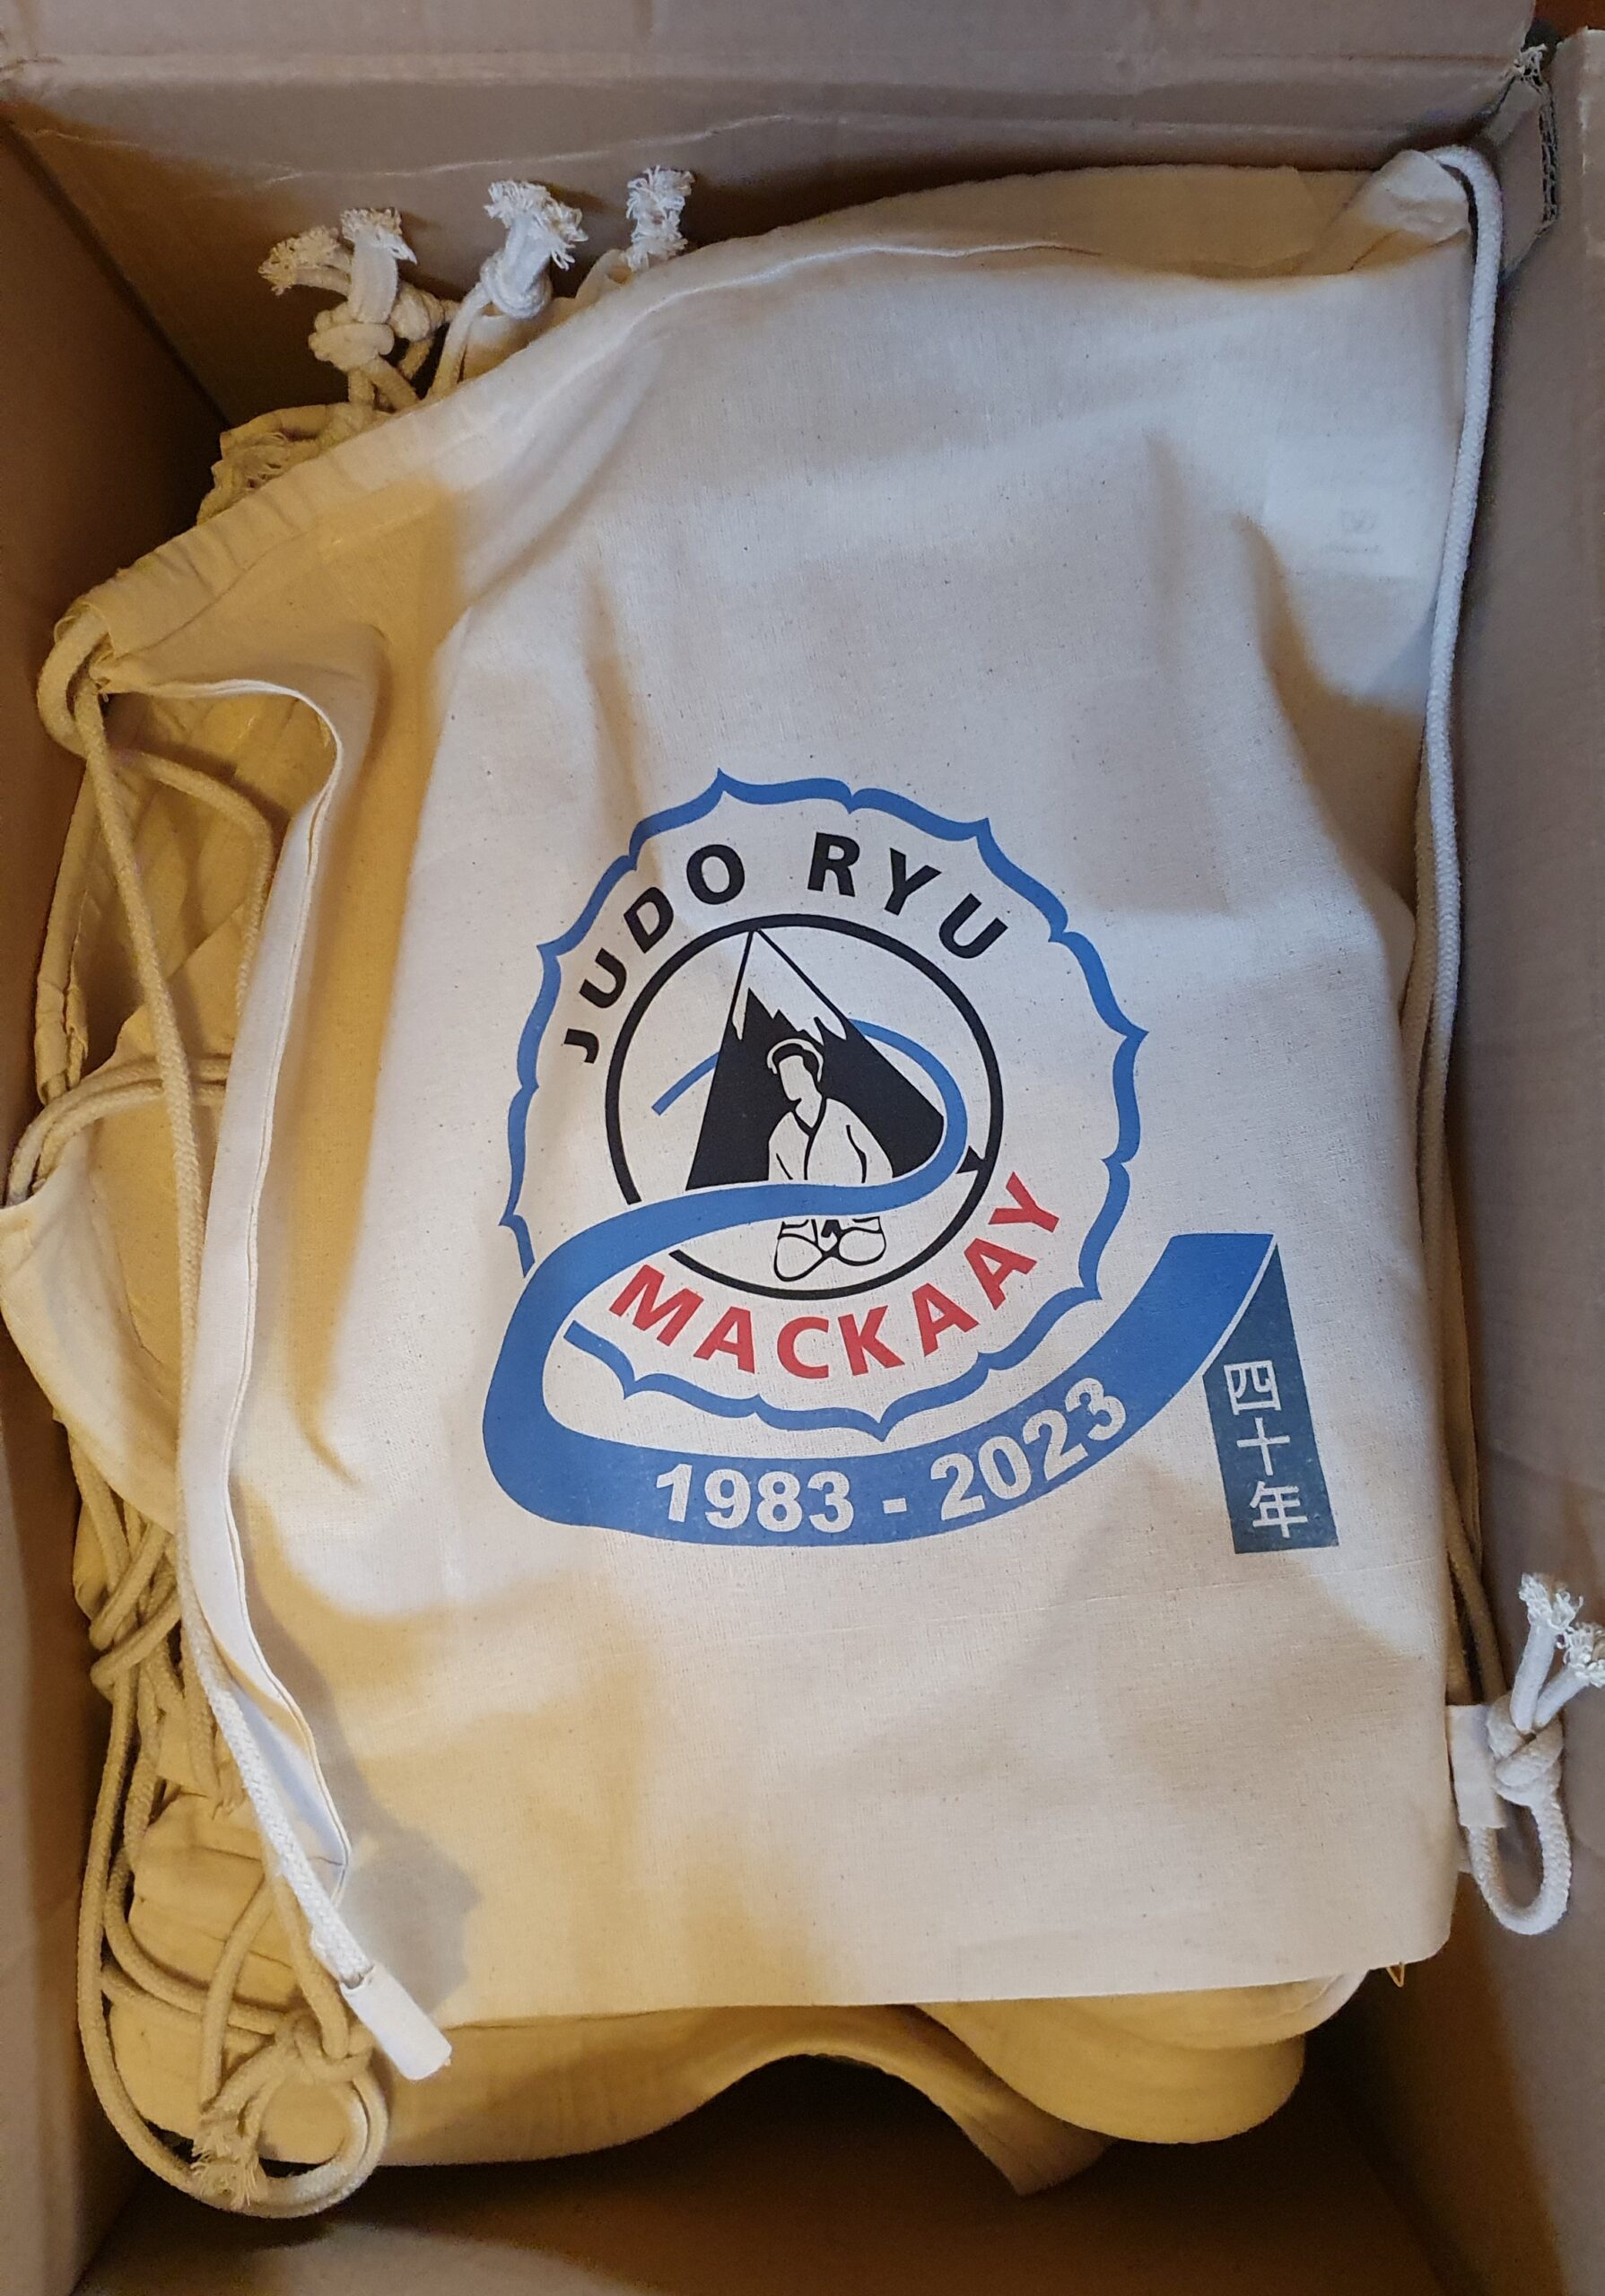 JUDO RYU
MACKAAY
1983 - 2023
四十年